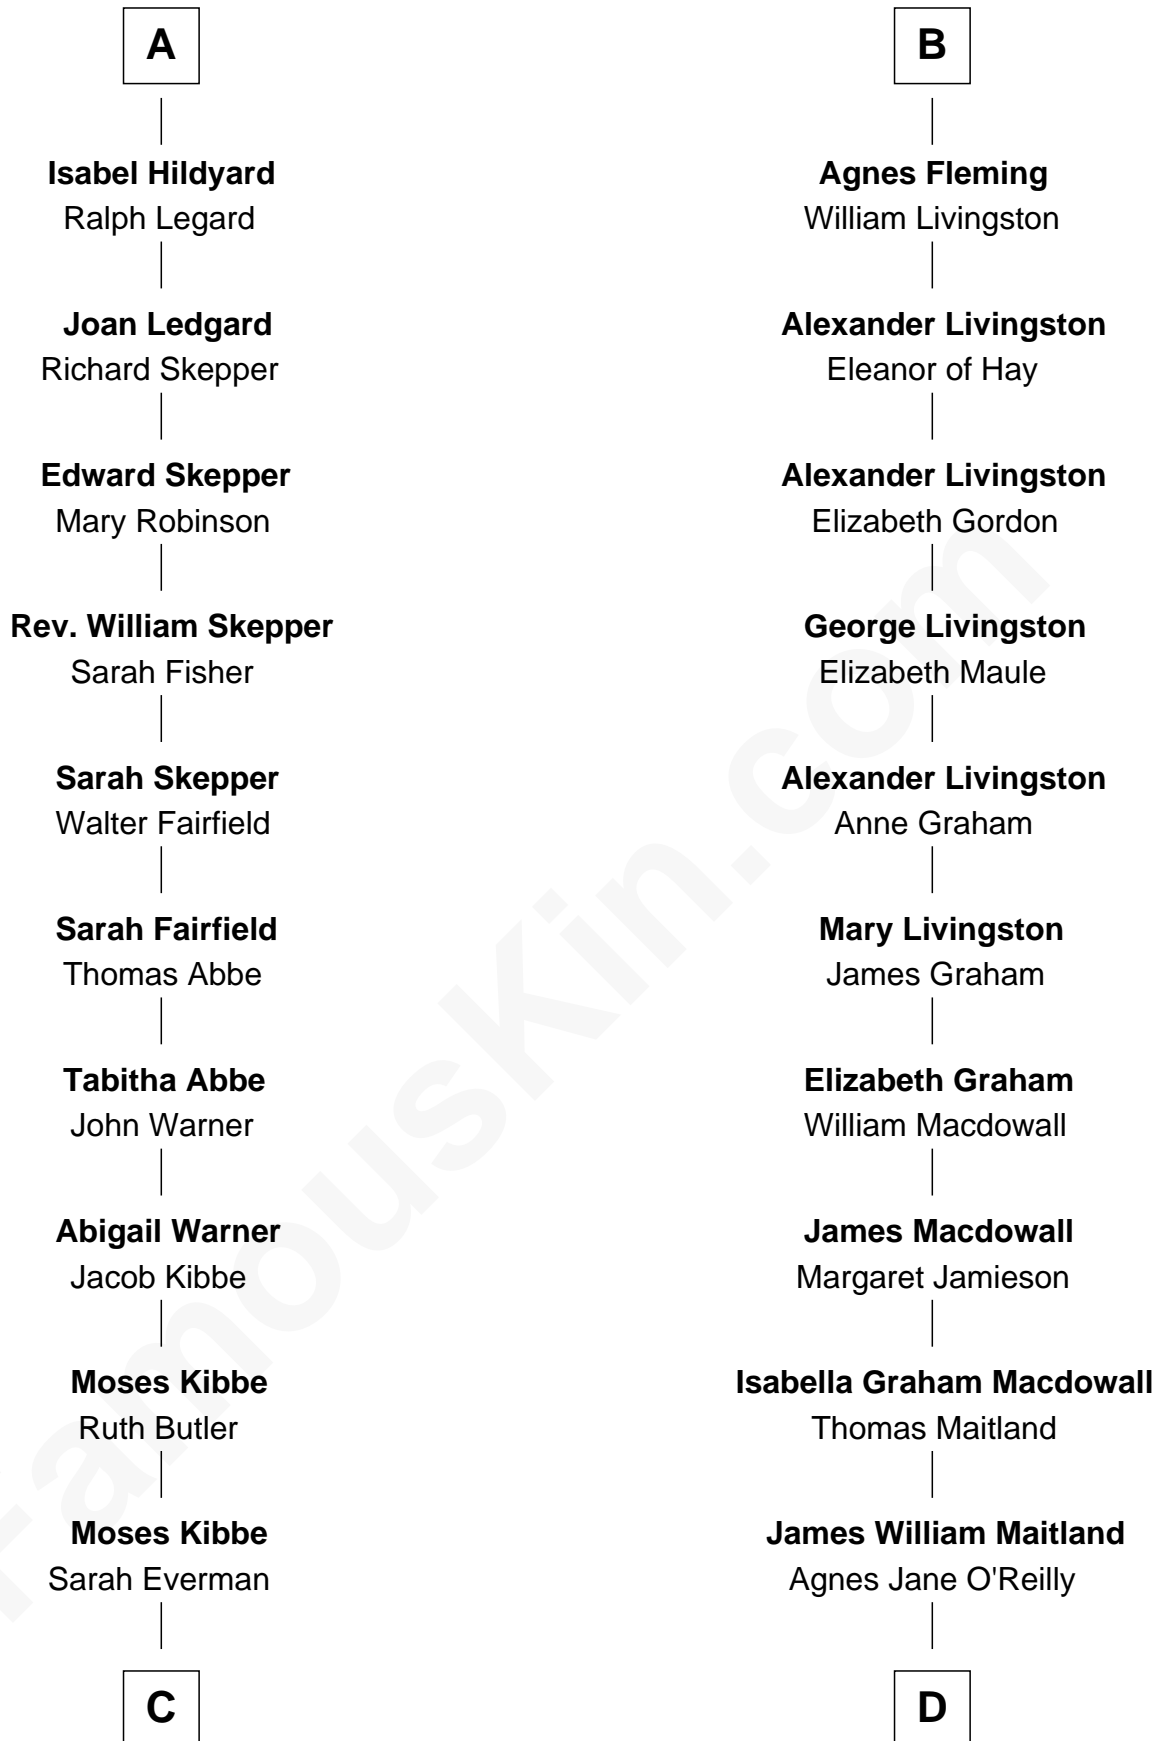 A
B
Isabel Hildyard
Ralph Legard
Agnes Fleming
William Livingston
Joan Ledgard
Richard Skepper
Alexander Livingston
Eleanor of Hay
Edward Skepper
Mary Robinson
Alexander Livingston
Elizabeth Gordon
Rev. William Skepper
Sarah Fisher
George Livingston
Elizabeth Maule
Sarah Skepper
Walter Fairfield
Alexander Livingston
Anne Graham
Sarah Fairfield
Thomas Abbe
Mary Livingston
James Graham
Tabitha Abbe
John Warner
Elizabeth Graham
William Macdowall
Abigail Warner
Jacob Kibbe
James Macdowall
Margaret Jamieson
Moses Kibbe
Ruth Butler
Isabella Graham Macdowall
Thomas Maitland
Moses Kibbe
Sarah Everman
James William Maitland
Agnes Jane O'Reilly
C
D
FamousKin.com